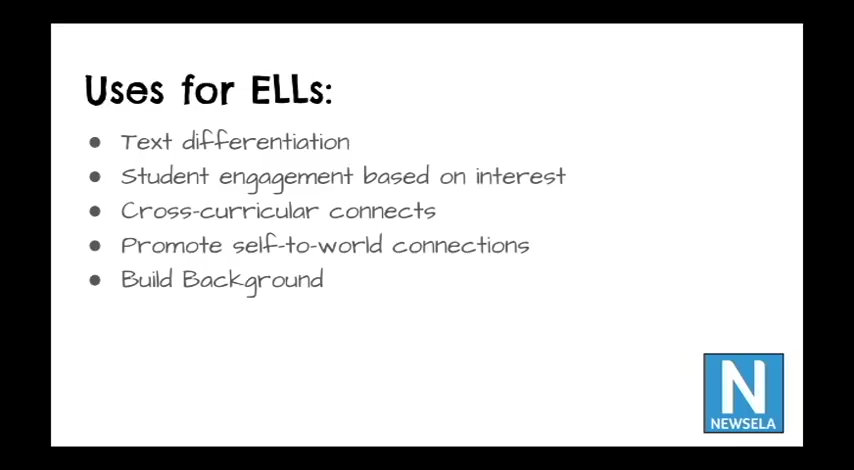 Uses for ELLs:
● Text differentiation
● Student engagement based on interest
● Cross-curricular connects
● Promote self-to-world connections
● Build Background
N
NEWSELA